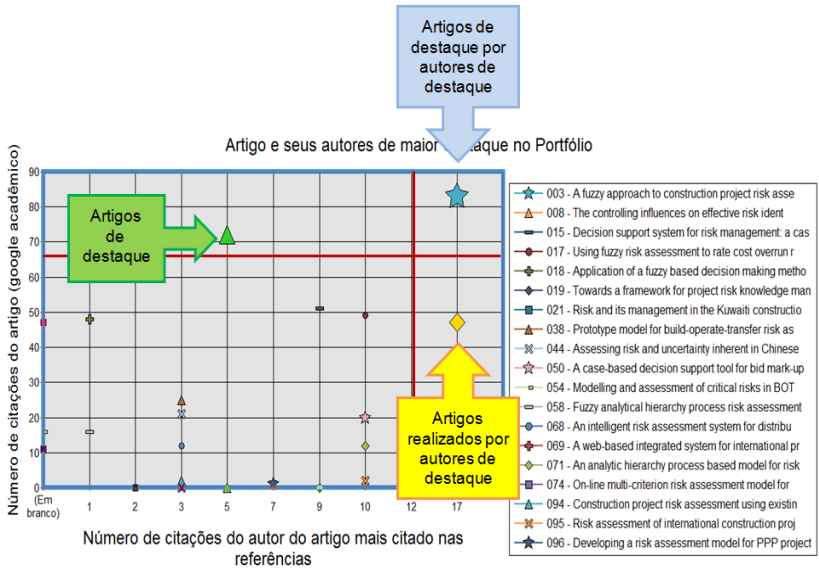 Artigos
de
destaque por
autores de
destaque
Artigo e seus autores de maior
taque no Portfólio
Número de citações do artigo (google acadêmico)
90
80
70
60
50
40
30
20
10
0
Artigos
de
destaque
Artigos
realizados por
autores de
destaque
(Em
branco)
1
2
3
5
7
9
10
12
17
Número de citações do autor do artigo mais citado nas
referências
003 - A fuzzy approach to construction project risk asse
008 - The controlling influences on effective risk ident
015 - Decision support system for risk management: a cas
017 - Using fuzzy risk assessment to rate cost overrun r
018 - Application of a fuzzy based decision making metho
019 - Towards a framework for project risk knowledge man
021 - Risk and its management in the Kuwaiti constructio
038 - Prototype model for build-operate-transfer risk as
044 - Assessing risk and uncertainty inherent in Chinese
050 - A case-based decision support tool for bid mark-up
054 - Modelling and assessment of critical risks in BOT
058 - Fuzzy analytical hierarchy process risk assessment
068 - An intelligent risk assessment system for distribu
069 - A web-based integrated system for international pr
071 - An analytic hierarchy process based model for risk
074 - On-line multi-criterion risk assessment model for
094 - Construction project risk assessment using existin
095 - Risk assessment of international construction proj
096 - Developing a risk assessment model for PPP project